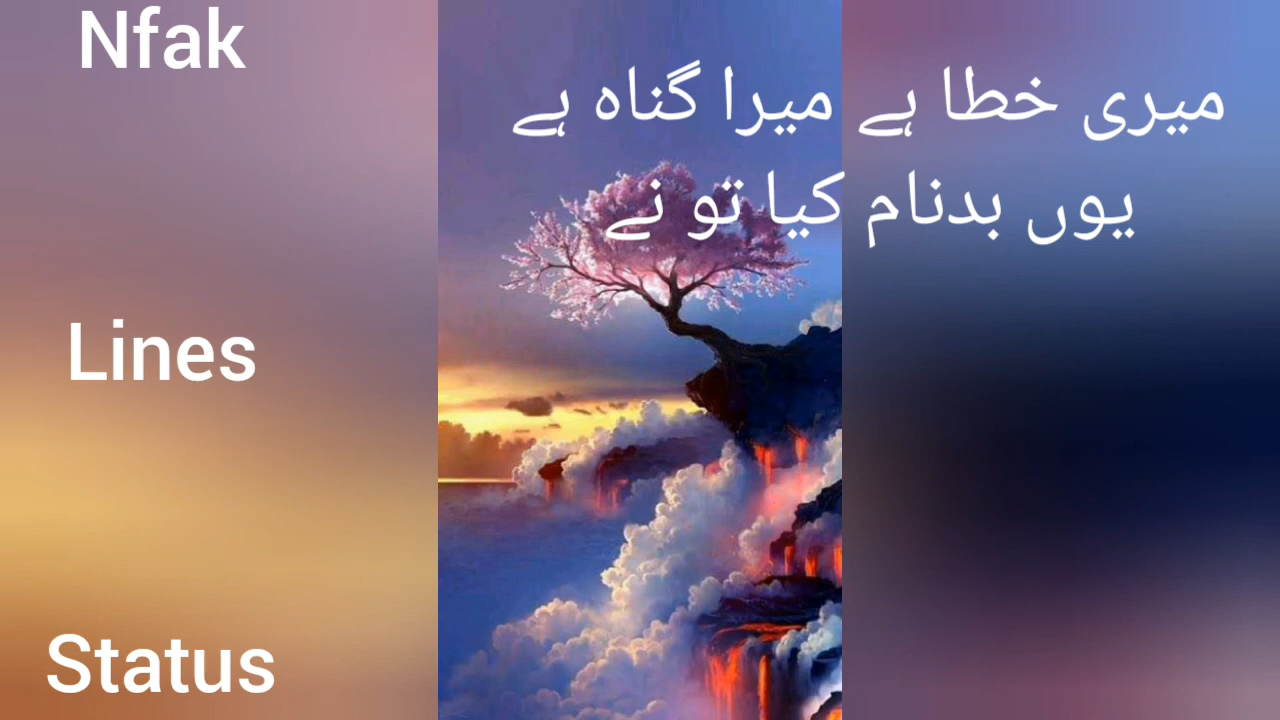 Nfak
میری خطا ہے میرا گناہ ہے
یوں بدنام کیا تو نے
Lines
Status